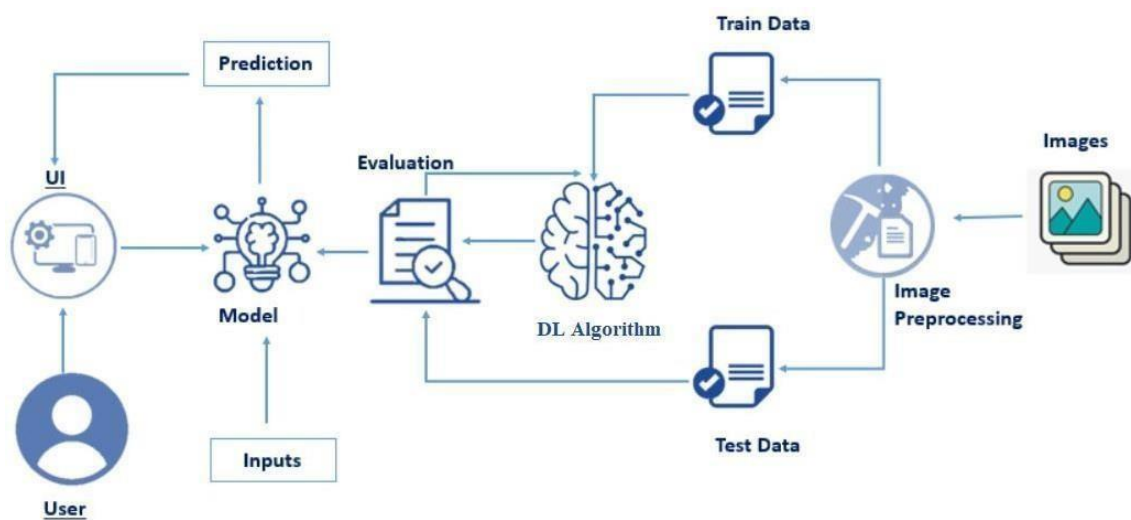 Train Data
Prediction
Images
Evaluation
UI
Image
Preprocessing
Model
DL Algorithm
Test Data
Inputs
User